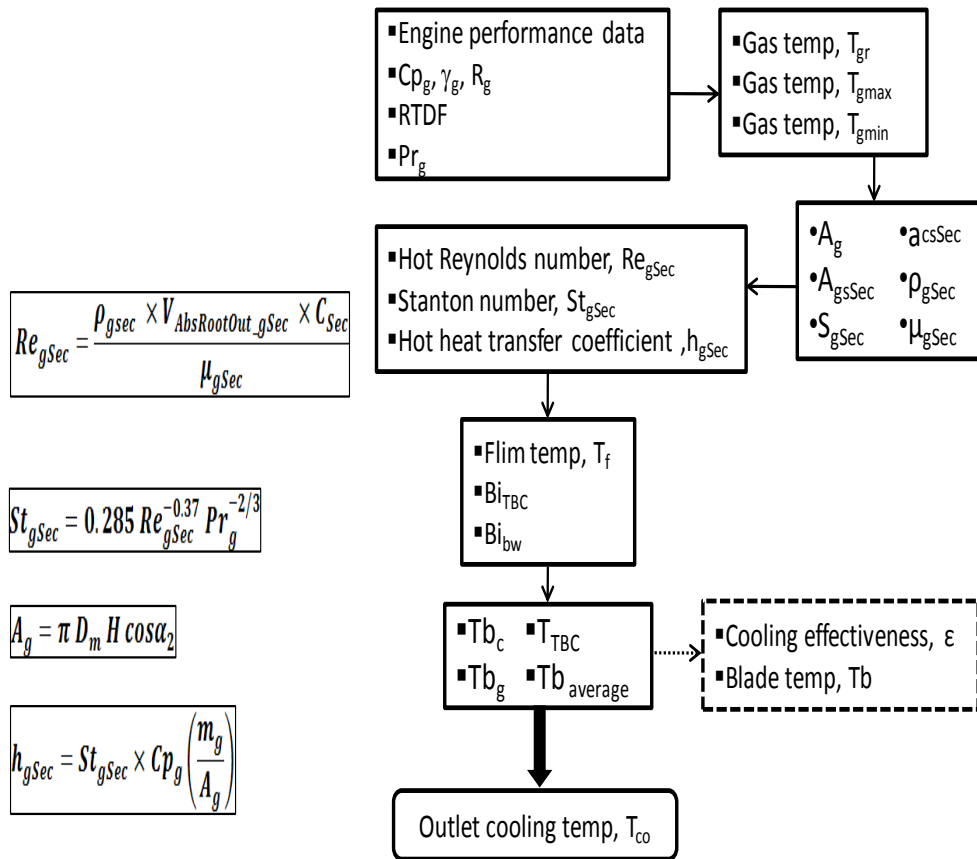 ▪Engine performance data
▪Cp_g, γ_g, R_g
▪RTDF
▪Pr_g
▪Gas temp, T_gr
▪Gas temp, T_gmax
▪Gas temp, T_gmin
•A_g •a^csSec
•A_gsSec •ρ_gSec
•S_gSec •μ_gSec
▪Hot Reynolds number, Re_gSec
▪Stanton number, St_gSec
▪Hot heat transfer coefficient ,h_gSec
Re_gSec = (ρ_gsec × V_AbsRootOut_gSec × C_Sec) / μ_gSec
▪Flim temp, T_f
▪Bi_TBC
▪Bi_bw
St_gSec = 0.285 Re_gSec^-0.37 Pr_g^-2/3
A_g = π D_m H cosα_2
▪Tb_c ▪T_TBC
▪Tb_g ▪Tb_average
▪Cooling effectiveness, ε
▪Blade temp, Tb
h_gSec = St_gSec × Cp_g (m_g / A_g)
Outlet cooling temp, T_co